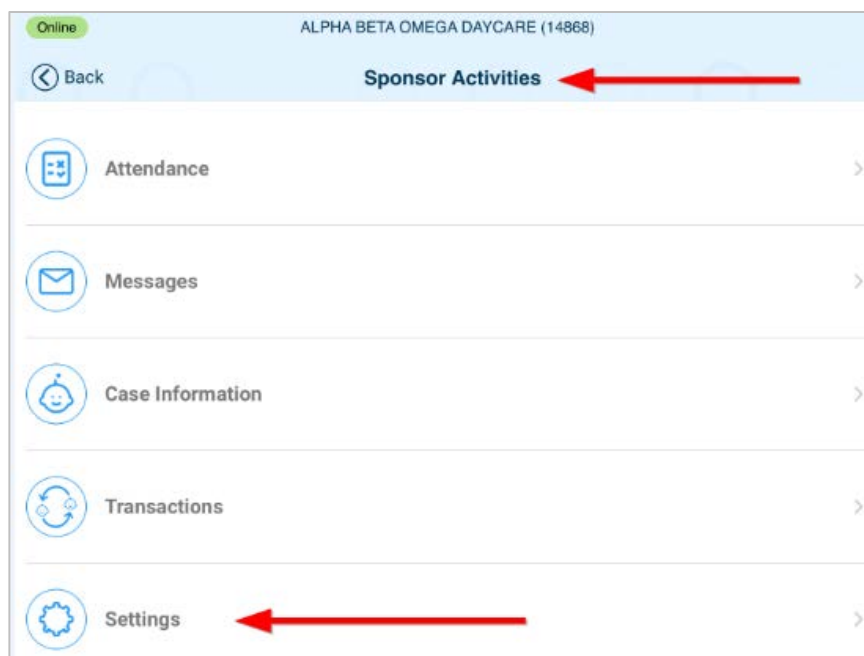 Online
ALPHA BETA OMEGA DAYCARE (14868)
Back
Sponsor Activities
Attendance
Messages
Case Information
Transactions
Settings